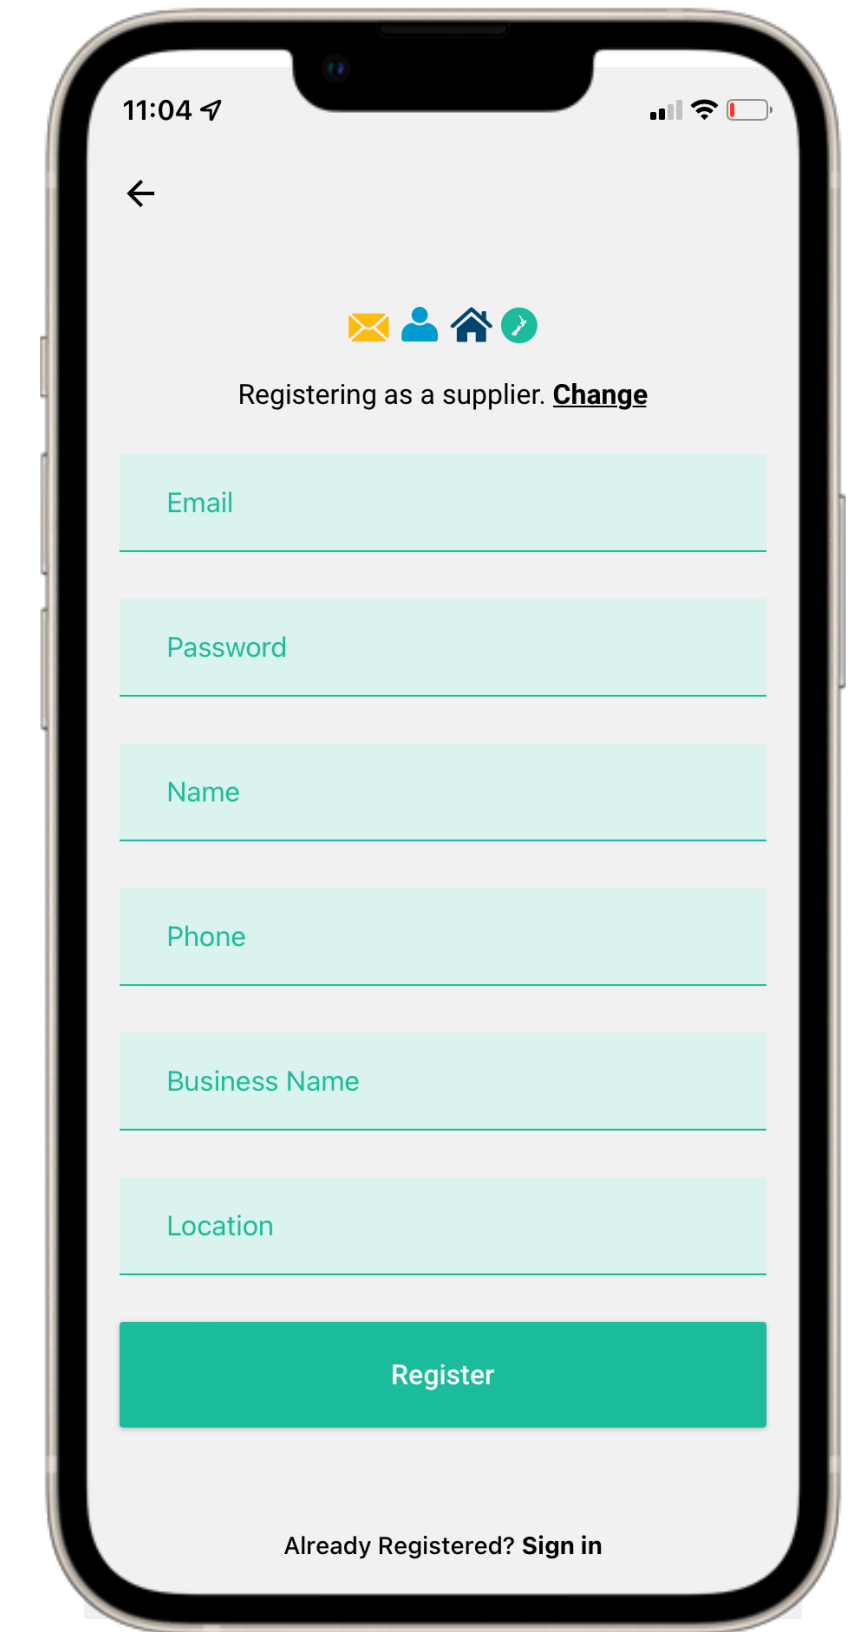 11:04
Registering as a supplier. Change
Email
Password
Name
Phone
Business Name
Location
Register
Already Registered? Sign in